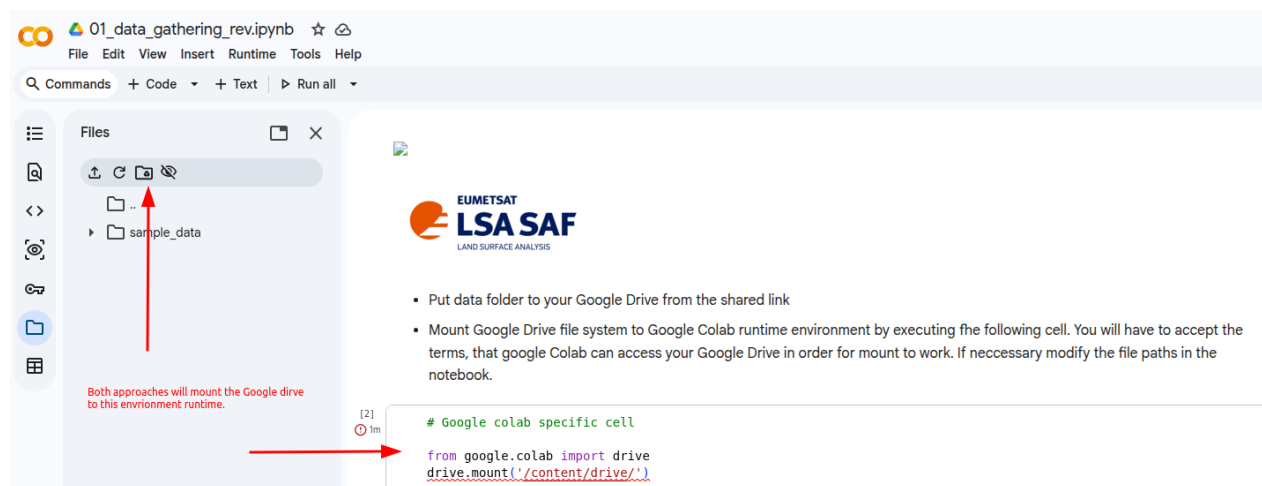 01_data_gathering_rev.ipynb
File Edit View Insert Runtime Tools Help
Commands + Code + Text Run all
Files
..
sample_data
Both approaches will mount the Google dirve
to this envrionment runtime.
EUMETSAT
LSA SAF
LAND SURFACE ANALYSIS
• Put data folder to your Google Drive from the shared link
• Mount Google Drive file system to Google Colab runtime environment by executing fhe following cell. You will have to accept the
terms, that google Colab can access your Google Drive in order for mount to work. If neccessary modify the file paths in the
notebook.
[2]
1m
# Google colab specific cell
from google.colab import drive
drive.mount('/content/drive/')